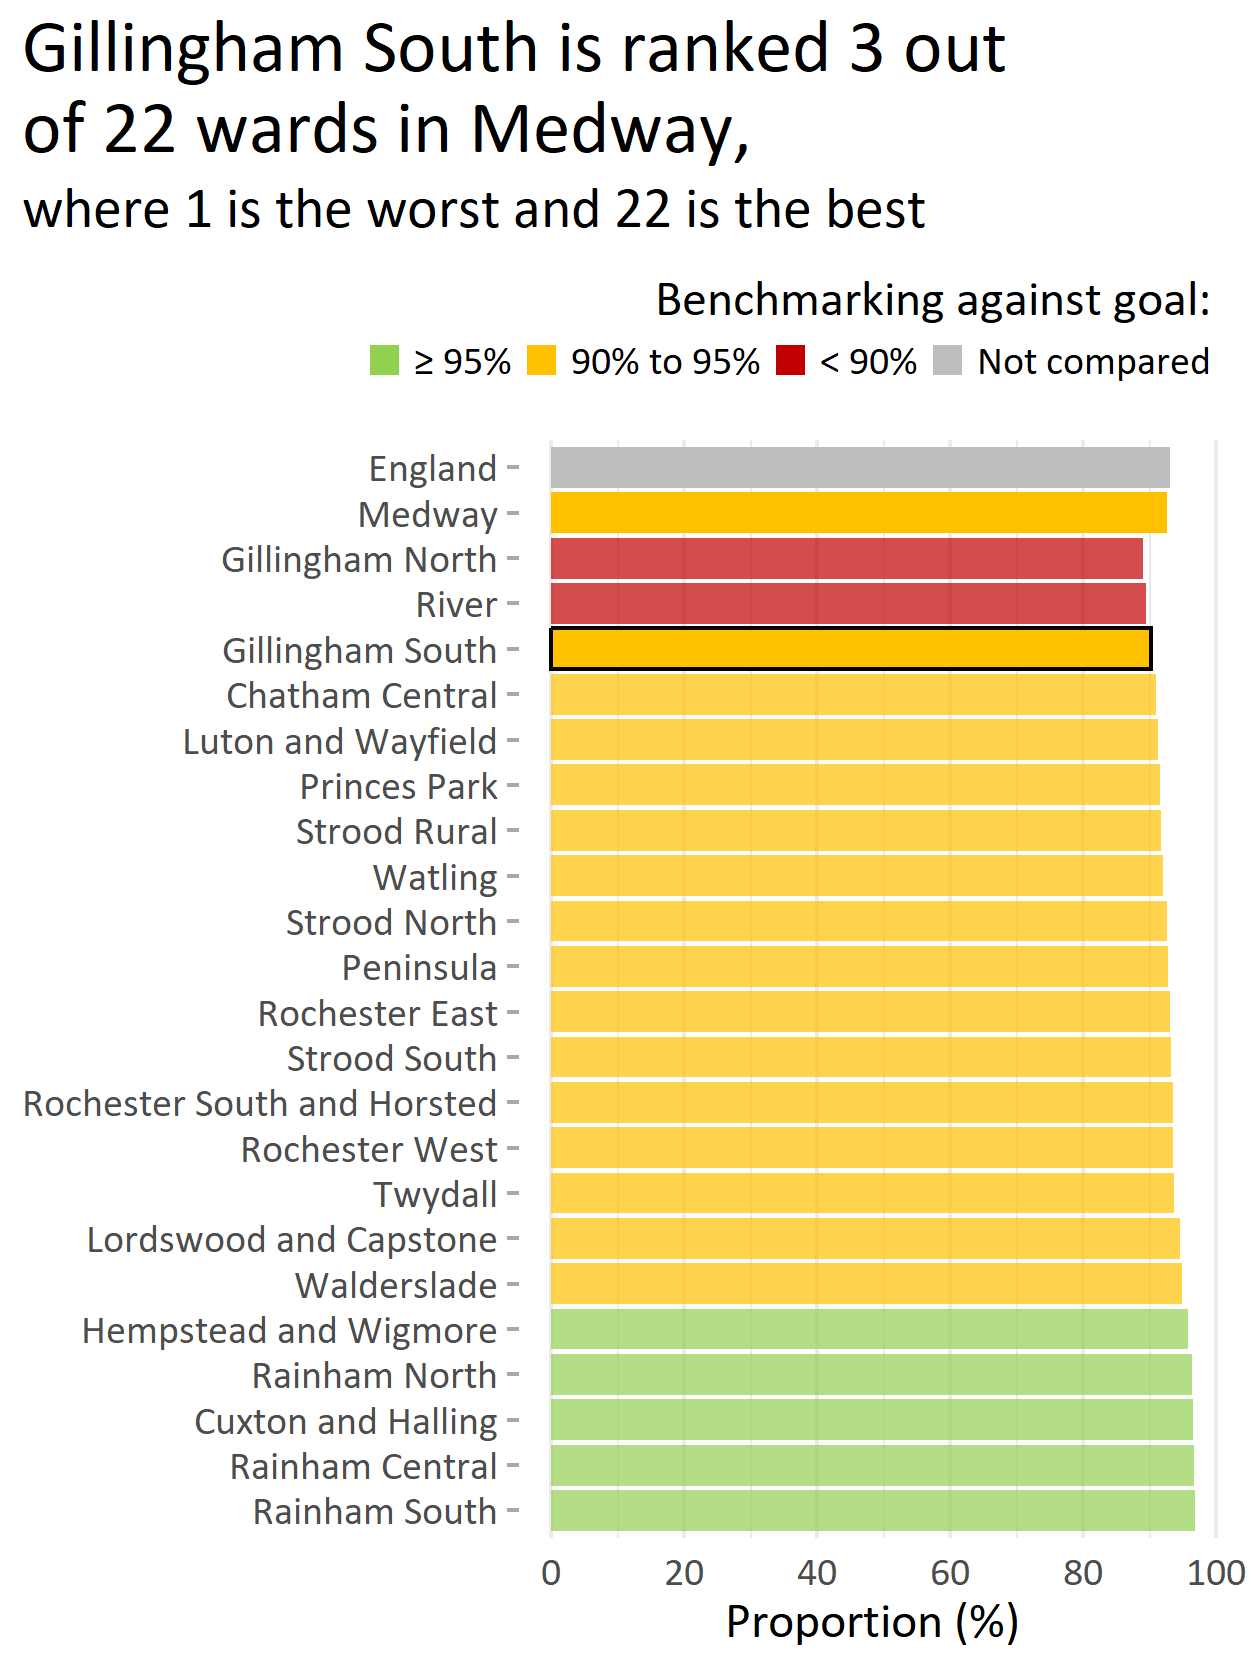 Gillingham South is ranked 3 out
of 22 wards in Medway,
where 1 is the worst and 22 is the best
Benchmarking against goal:
≥ 95% 90% to 95% < 90% Not compared
England
Medway
Gillingham North
River
Gillingham South
Chatham Central
Luton and Wayfield
Princes Park
Strood Rural
Watling
Strood North
Peninsula
Rochester East
Strood South
Rochester South and Horsted
Rochester West
Twydall
Lordswood and Capstone
Walderslade
Hempstead and Wigmore
Rainham North
Cuxton and Halling
Rainham Central
Rainham South
0 20 40 60 80 100
Proportion (%)